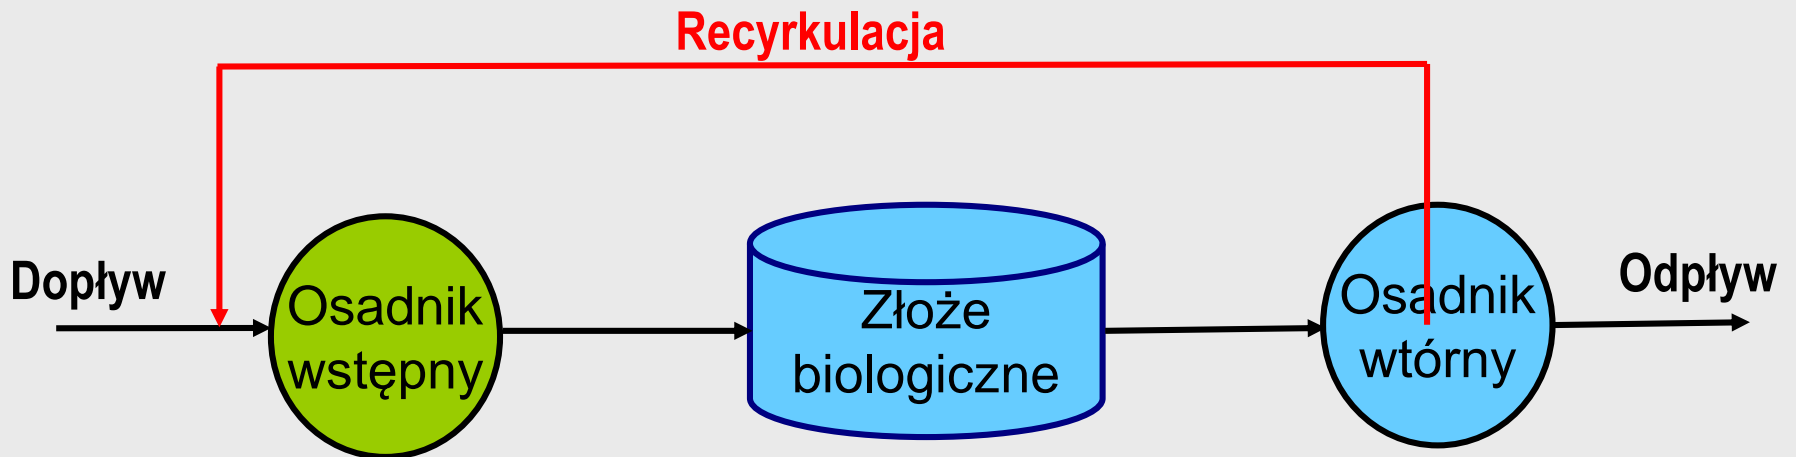 Recyrkulacja
Dopływ
Osadnik
wstępny
Złoże
biologiczne
Osadnik
wtórny
Odpływ